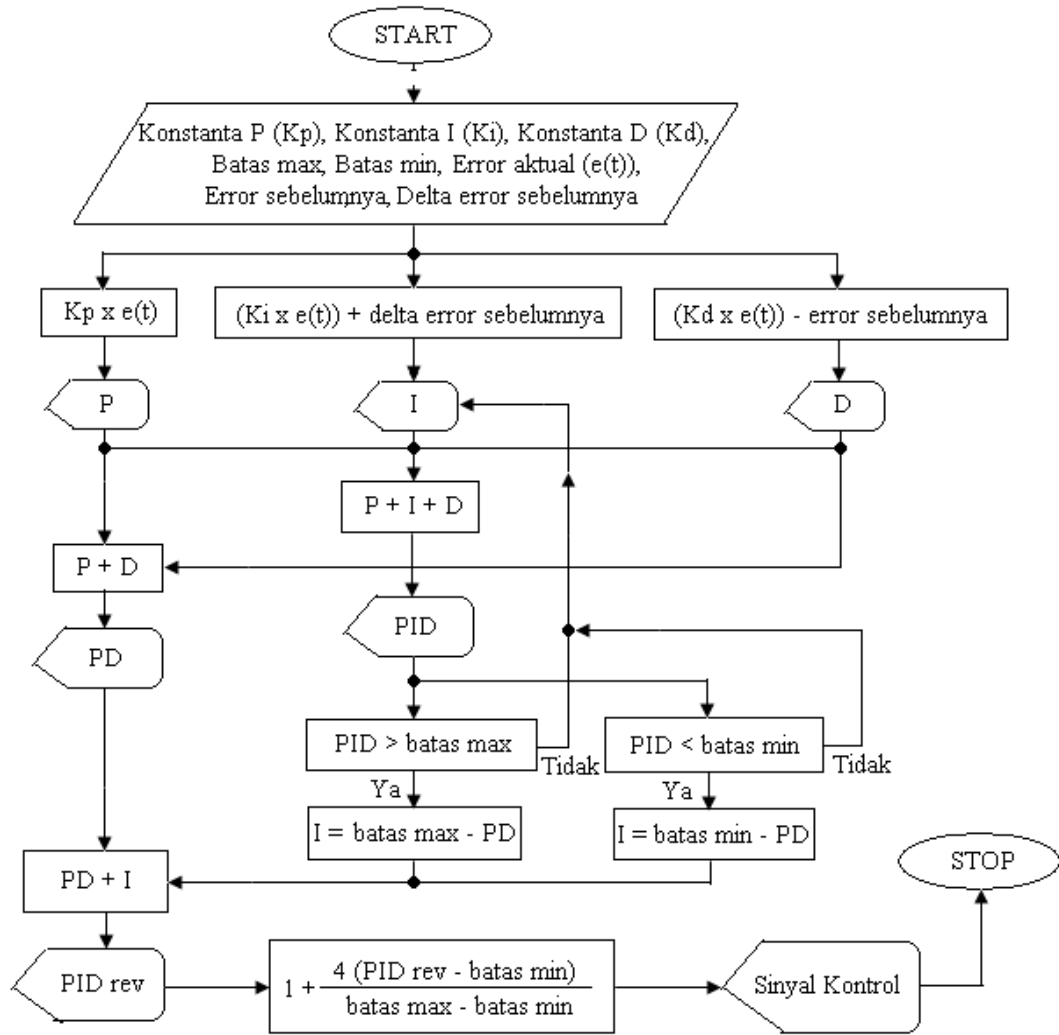 START
Konstanta P (Kp), Konstanta I (Ki), Konstanta D (Kd),
Batas max, Batas min, Error aktual (e(t)),
Error sebelumnya, Delta error sebelumnya
Kp x e(t)
(Ki x e(t)) + delta error sebelumnya
(Kd x e(t)) - error sebelumnya
P
I
D
P + I + D
P + D
PID
PD
PID > batas max
Tidak
PID < batas min
Tidak
Ya
Ya
I = batas max - PD
I = batas min - PD
PD + I
STOP
PID rev
1 + 4 (PID rev - batas min)
batas max - batas min
Sinyal Kontrol